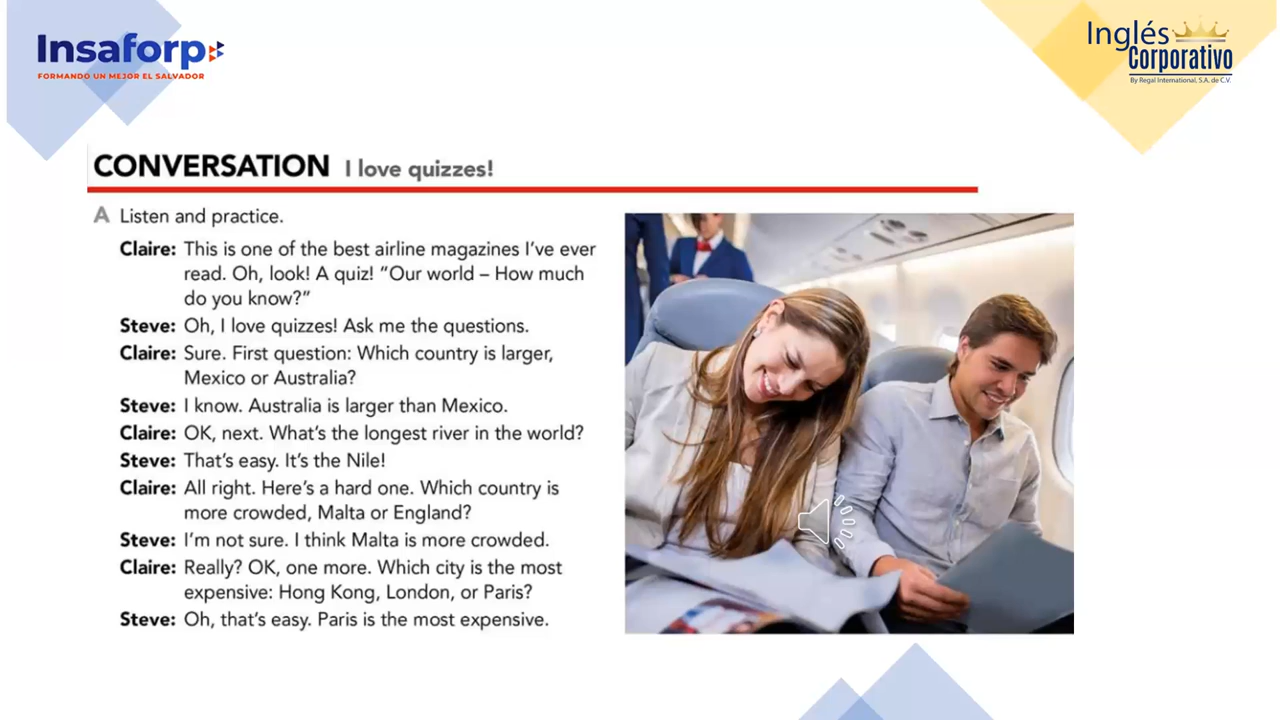 Insaforp
FORMANDO UN MEJOR EL SALVADOR
Inglés
Corporativo
By Regal International, S.A. de C.V.
CONVERSATION I love quizzes!
A Listen and practice.
Claire: This is one of the best airline magazines I've ever
read. Oh, look! A quiz! "Our world – How much
do you know?"
Steve: Oh, I love quizzes! Ask me the questions.
Claire: Sure. First question: Which country is larger,
Mexico or Australia?
Steve: I know. Australia is larger than Mexico.
Claire: OK, next. What's the longest river in the world?
Steve: That's easy. It's the Nile!
Claire: All right. Here's a hard one. Which country is
more crowded, Malta or England?
Steve: I'm not sure. I think Malta is more crowded.
Claire: Really? OK, one more. Which city is the most
expensive: Hong Kong, London, or Paris?
Steve: Oh, that's easy. Paris is the most expensive.